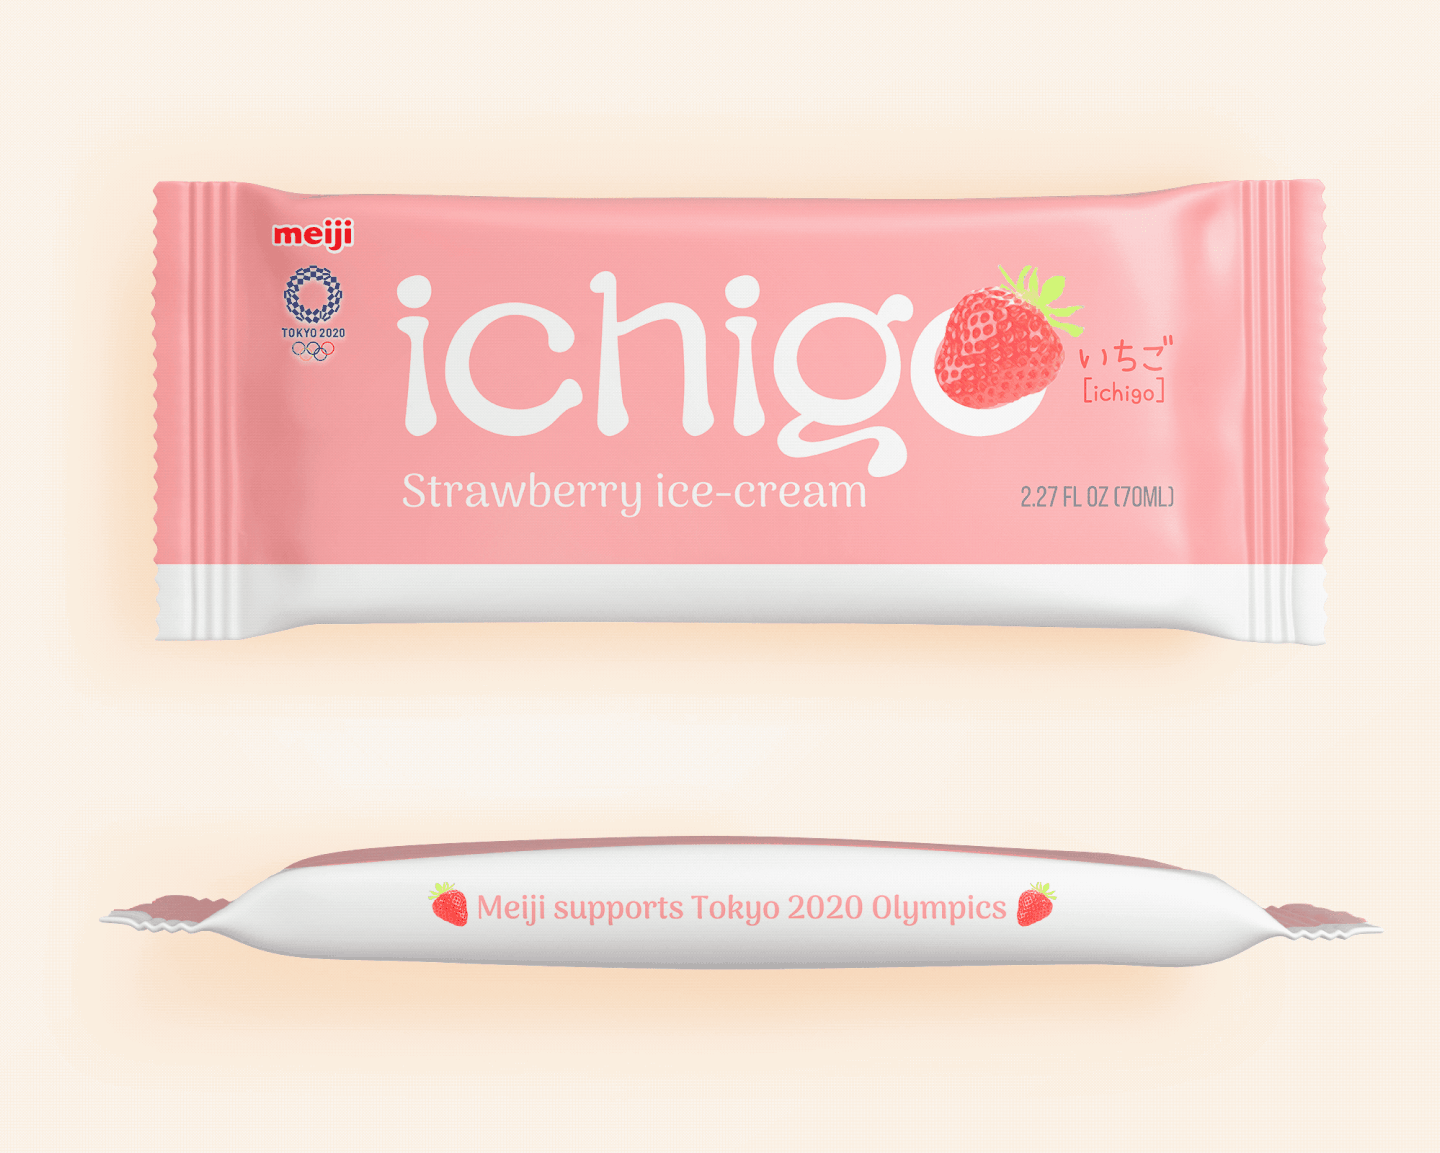 meiji
TOKYO 2020
ichigo
いちご
[ichigo]
Strawberry ice-cream
2.27 FL OZ (70ML)
Meiji supports Tokyo 2020 Olympics